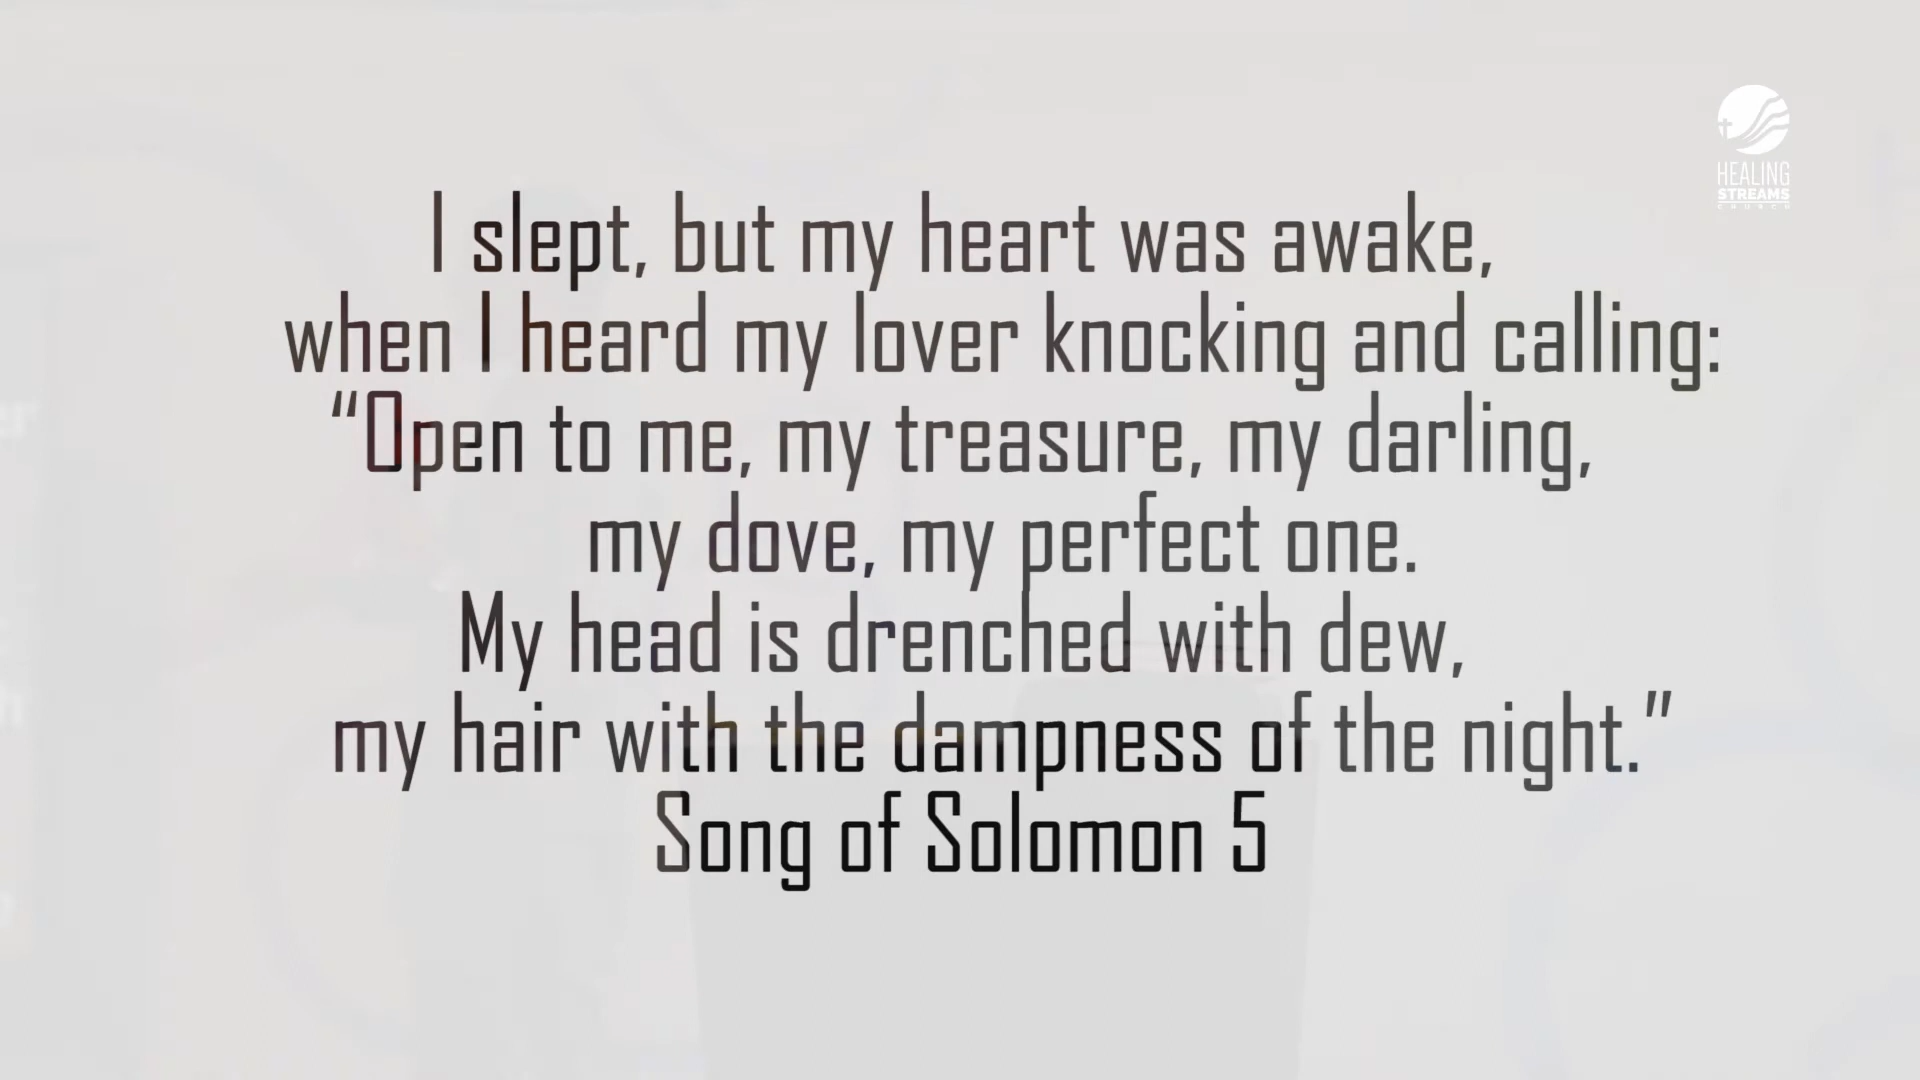 HEALING
STREAMS
CHURCH
I slept, but my heart was awake,
when I heard my lover knocking and calling:
“Open to me, my treasure, my darling,
my dove, my perfect one.
My head is drenched with dew,
my hair with the dampness of the night.”
Song of Solomon 5